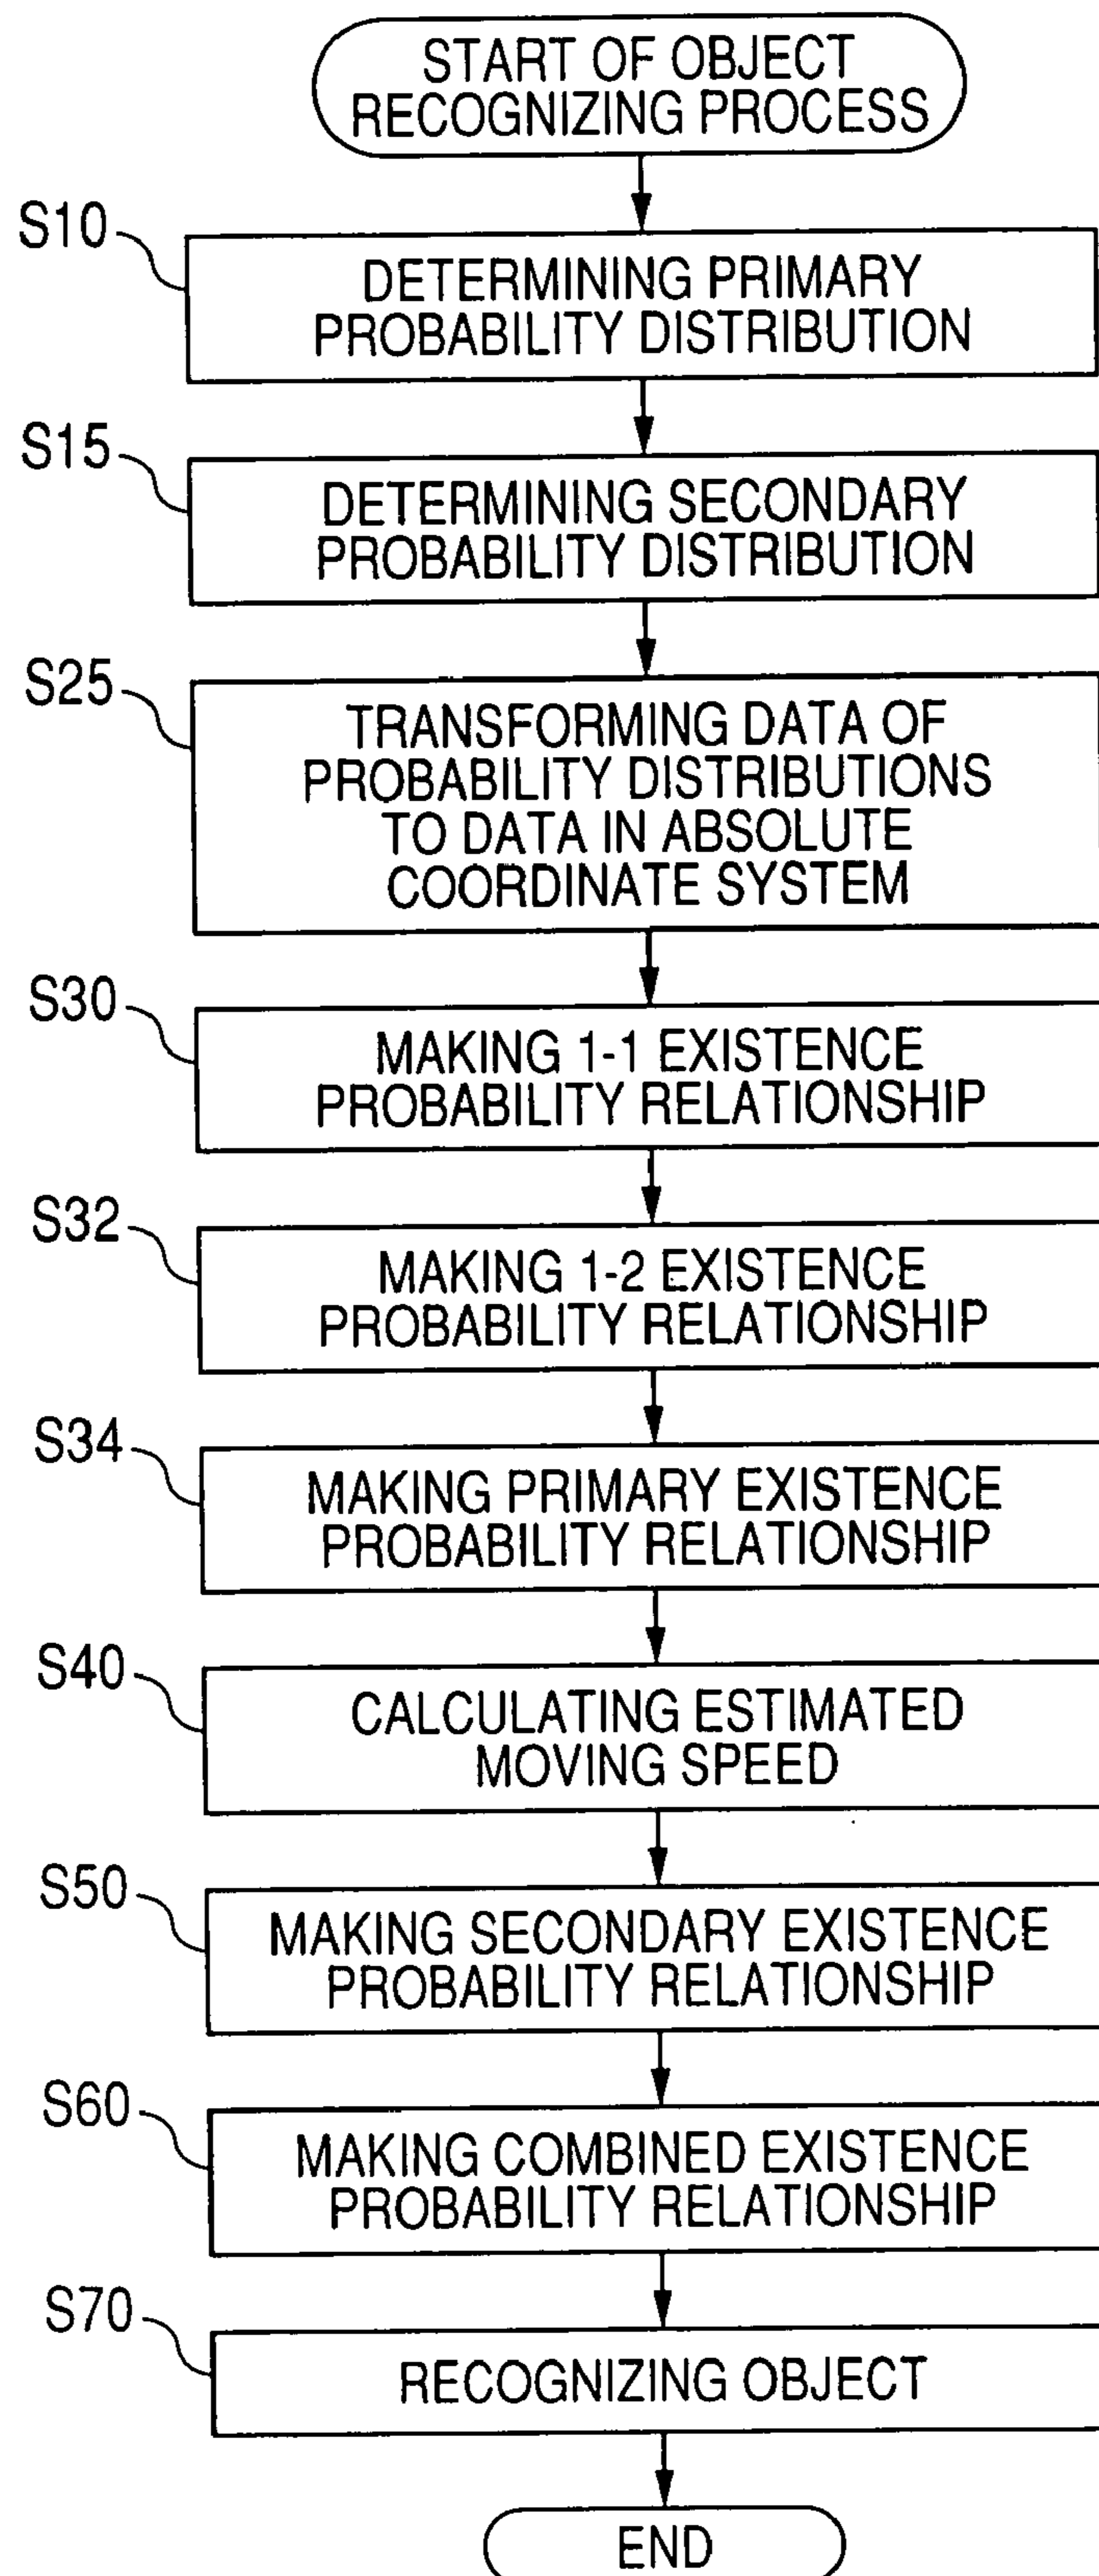 START OF OBJECT
RECOGNIZING PROCESS
S10
DETERMINING PRIMARY
PROBABILITY DISTRIBUTION
S15
DETERMINING SECONDARY
PROBABILITY DISTRIBUTION
S25
TRANSFORMING DATA OF
PROBABILITY DISTRIBUTIONS
TO DATA IN ABSOLUTE
COORDINATE SYSTEM
S30
MAKING 1-1 EXISTENCE
PROBABILITY RELATIONSHIP
S32
MAKING 1-2 EXISTENCE
PROBABILITY RELATIONSHIP
S34
MAKING PRIMARY EXISTENCE
PROBABILITY RELATIONSHIP
S40
CALCULATING ESTIMATED
MOVING SPEED
S50
MAKING SECONDARY EXISTENCE
PROBABILITY RELATIONSHIP
S60
MAKING COMBINED EXISTENCE
PROBABILITY RELATIONSHIP
S70
RECOGNIZING OBJECT
END